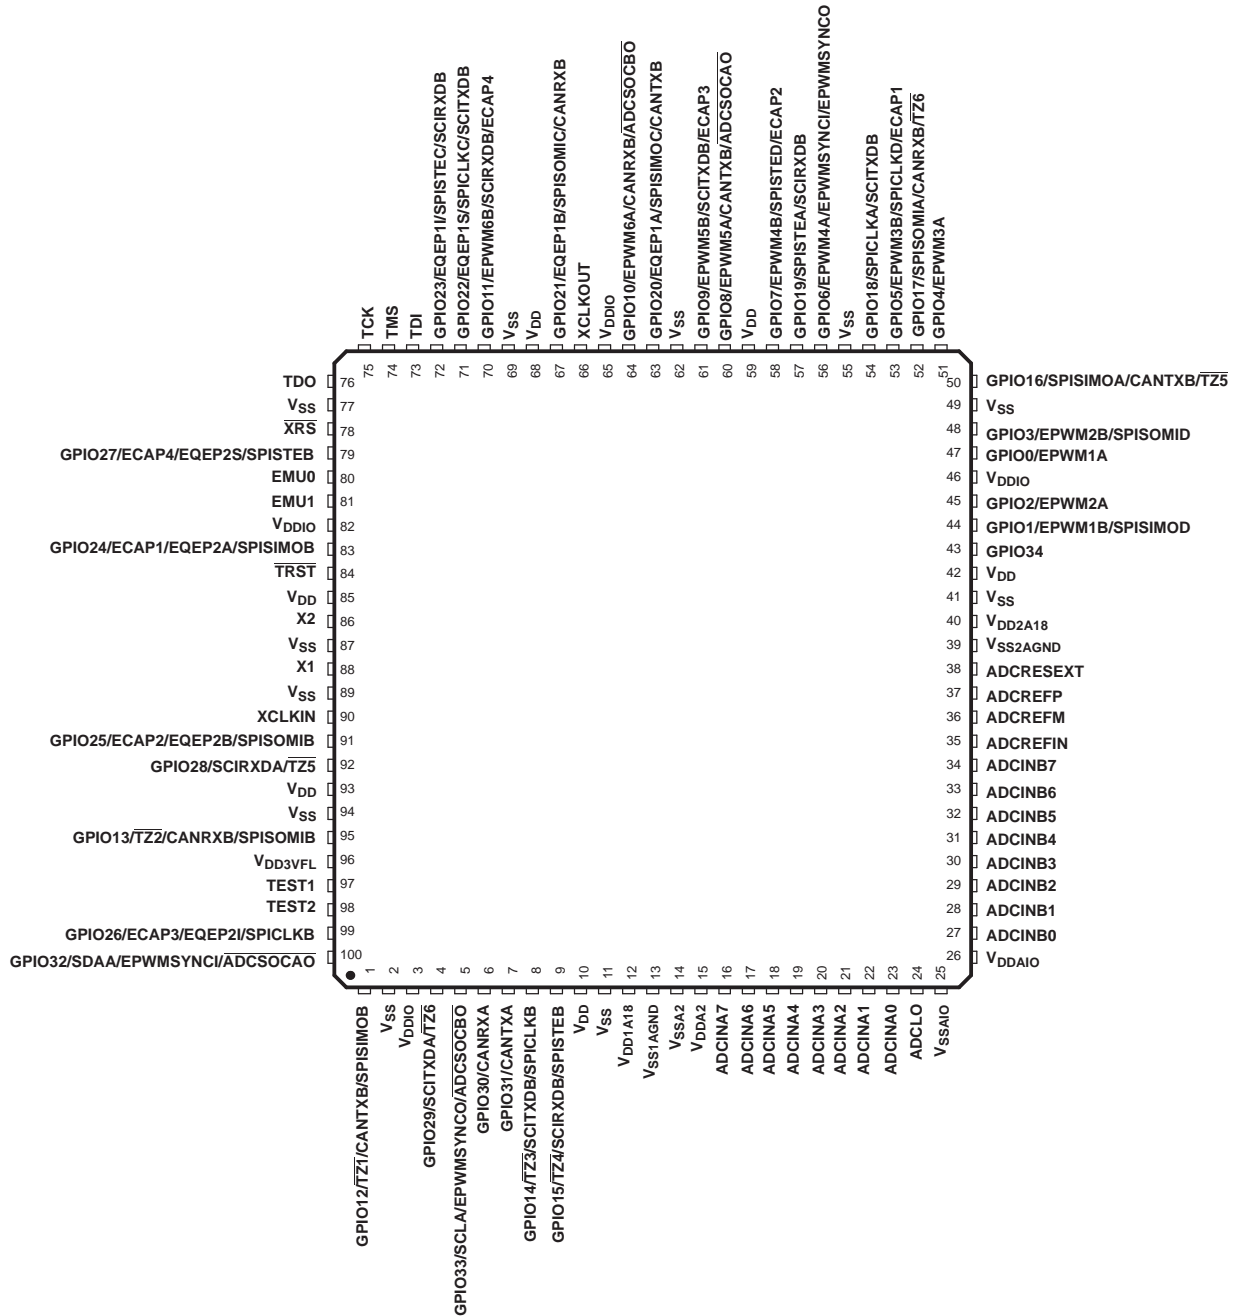 TCK
TMS
TDI
GPIO23/EQEP1I/SPISTEC/SCIRXDB
GPIO22/EQEP1S/SPICLKC/SCITXDB
GPIO11/EPWM6B/SCIRXDB/ECAP4
VSS
VDD
GPIO21/EQEP1B/SPISOMIC/CANRXB
XCLKOUT
VDDIO
GPIO10/EPWM6A/CANRXB/ADCSOCBO
GPIO20/EQEP1A/SPISIMOC/CANTXB
VSS
GPIO9/EPWM5B/SCITXDB/ECAP3
GPIO8/EPWM5A/CANTXB/ADCSOCAO
VDD
GPIO7/EPWM4B/SPISTED/ECAP2
GPIO19/SPISTEA/SCIRXDB
GPIO6/EPWM4A/EPWMSYNCI/EPWMSYNCO
VSS
GPIO18/SPICLKA/SCITXDB
GPIO5/EPWM3B/SPICLKD/ECAP1
GPIO17/SPISOMIA/CANRXB/TZ6
GPIO4/EPWM3A
75
74
73
72
71
70
69
68
67
66
65
64
63
62
61
60
59
58
57
56
55
54
53
52
51
TDO 76
VSS 77
XRS 78
GPIO27/ECAP4/EQEP2S/SPISTEB 79
EMU0 80
EMU1 81
VDDIO 82
GPIO24/ECAP1/EQEP2A/SPISIMOB 83
TRST 84
VDD 85
X2 86
VSS 87
X1 88
VSS 89
XCLKIN 90
GPIO25/ECAP2/EQEP2B/SPISOMIB 91
GPIO28/SCIRXDA/TZ5 92
VDD 93
VSS 94
GPIO13/TZ2/CANRXB/SPISOMIB 95
VDD3VFL 96
TEST1 97
TEST2 98
GPIO26/ECAP3/EQEP2I/SPICLKB 99
GPIO32/SDAA/EPWMSYNCI/ADCSOCAO 100
50 GPIO16/SPISIMOA/CANTXB/TZ5
49 VSS
48 GPIO3/EPWM2B/SPISOMID
47 GPIO0/EPWM1A
46 VDDIO
45 GPIO2/EPWM2A
44 GPIO1/EPWM1B/SPISIMOD
43 GPIO34
42 VDD
41 VSS
40 VDD2A18
39 VSS2AGND
38 ADCRESEXT
37 ADCREFP
36 ADCREFM
35 ADCREFIN
34 ADCINB7
33 ADCINB6
32 ADCINB5
31 ADCINB4
30 ADCINB3
29 ADCINB2
28 ADCINB1
27 ADCINB0
26 VDDAIO
1
2
3
4
5
6
7
8
9
10
11
12
13
14
15
16
17
18
19
20
21
22
23
24
25
GPIO12/TZ1/CANTXB/SPISIMOB
VSS
VDDIO
GPIO29/SCITXDA/TZ6
GPIO33/SCLA/EPWMSYNCO/ADCSOCBO
GPIO30/CANRXA
GPIO31/CANTXA
GPIO14/TZ3/SCITXDB/SPICLKB
GPIO15/TZ4/SCIRXDB/SPISTEB
VDD
VSS
VDD1A18
VSS1AGND
VSSA2
VDDA2
ADCINA7
ADCINA6
ADCINA5
ADCINA4
ADCINA3
ADCINA2
ADCINA1
ADCINA0
ADCLO
VSSAIO